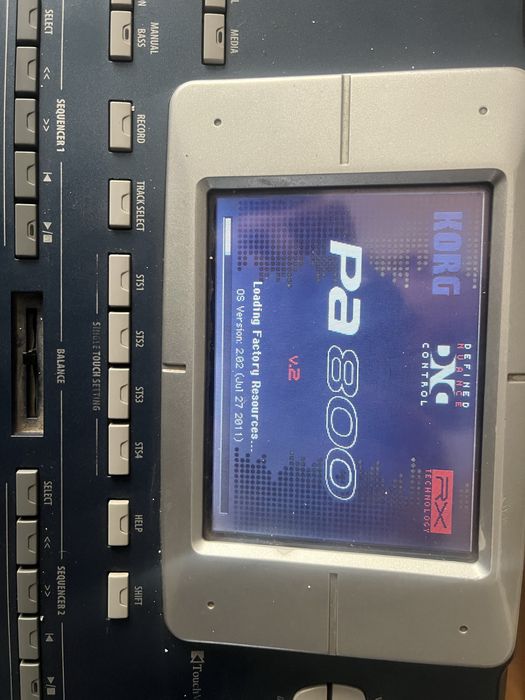 KORG
DEFINED
NUANCE
DNC
CONTROL
RX
TECHNOLOGY
pa800
v.2
Loading Factory Resources...
OS Version: 2.02 (Jul 27 2011)
MEDIA
MANUAL
BASS
RECORD
TRACK SELECT
STS1
STS2
STS3
STS4
HELP
SHIFT
SINGLE TOUCH SETTING
SELECT
<<
SEQUENCER 1
>>
BALANCE
SELECT
<<
SEQUENCER 2
>>